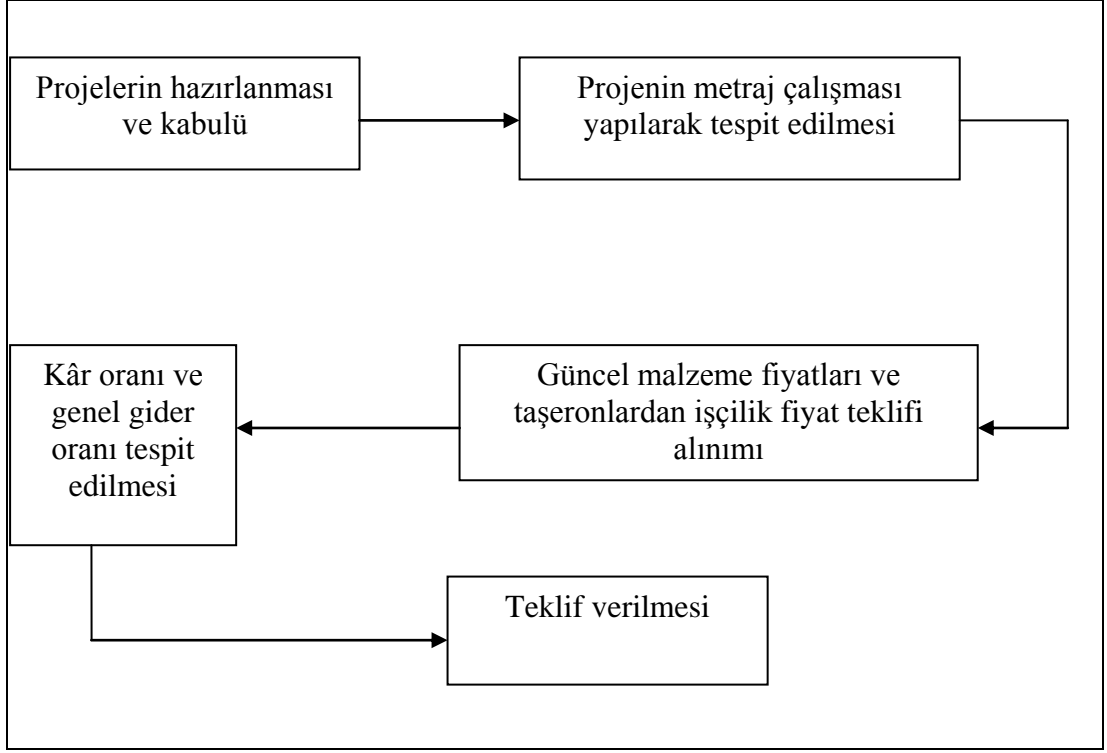 Projelerin hazırlanması
ve kabulü
Projenin metraj çalışması
yapılarak tespit edilmesi
Güncel malzeme fiyatları ve
taşeronlardan işçilik fiyat teklifi
alınımı
Kâr oranı ve
genel gider
oranı tespit
edilmesi
Teklif verilmesi